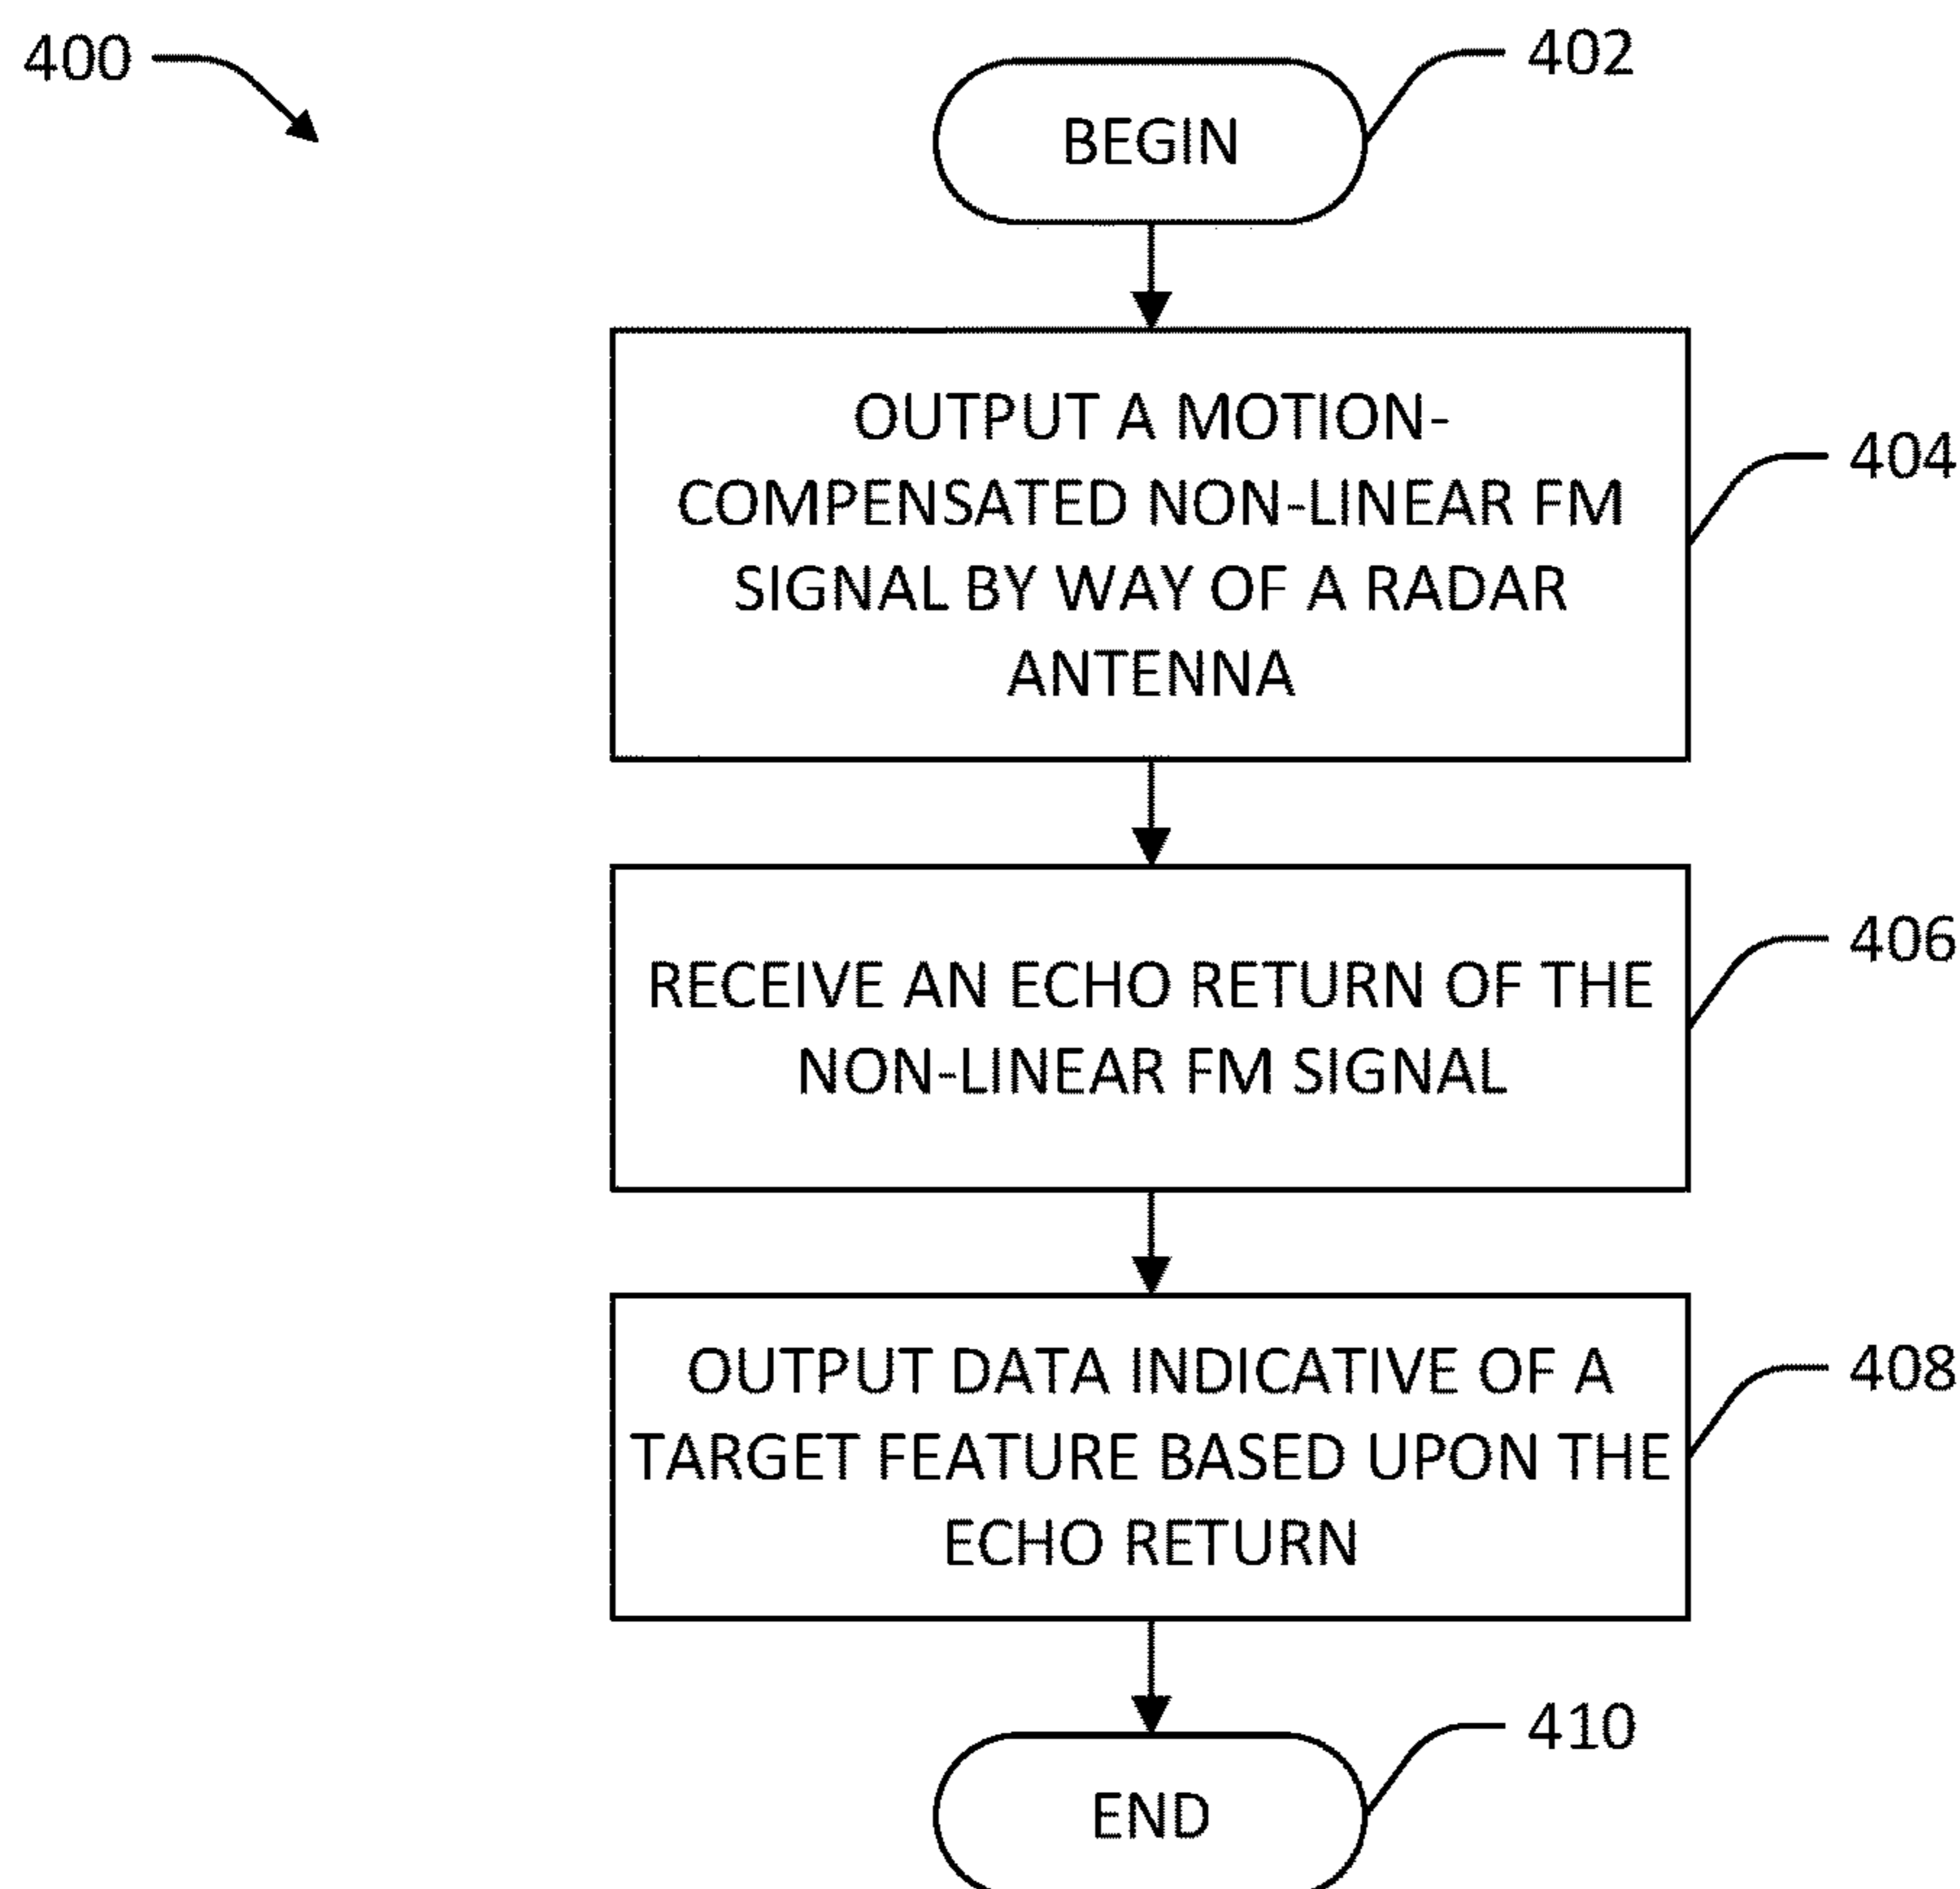 400
402
BEGIN
OUTPUT A MOTION-
COMPENSATED NON-LINEAR FM
SIGNAL BY WAY OF A RADAR
ANTENNA
404
RECEIVE AN ECHO RETURN OF THE
NON-LINEAR FM SIGNAL
406
OUTPUT DATA INDICATIVE OF A
TARGET FEATURE BASED UPON THE
ECHO RETURN
408
410
END